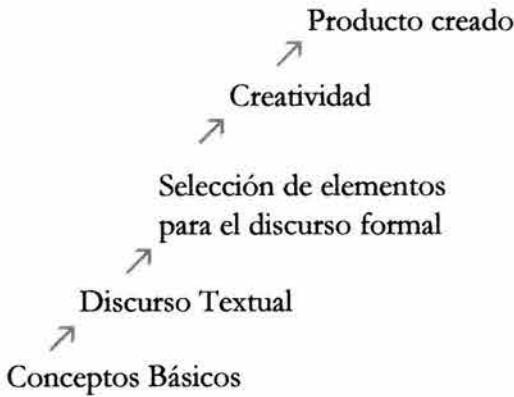 Producto creado
Creatividad
Selección de elementos
para el discurso formal
Discurso Textual
Conceptos Básicos